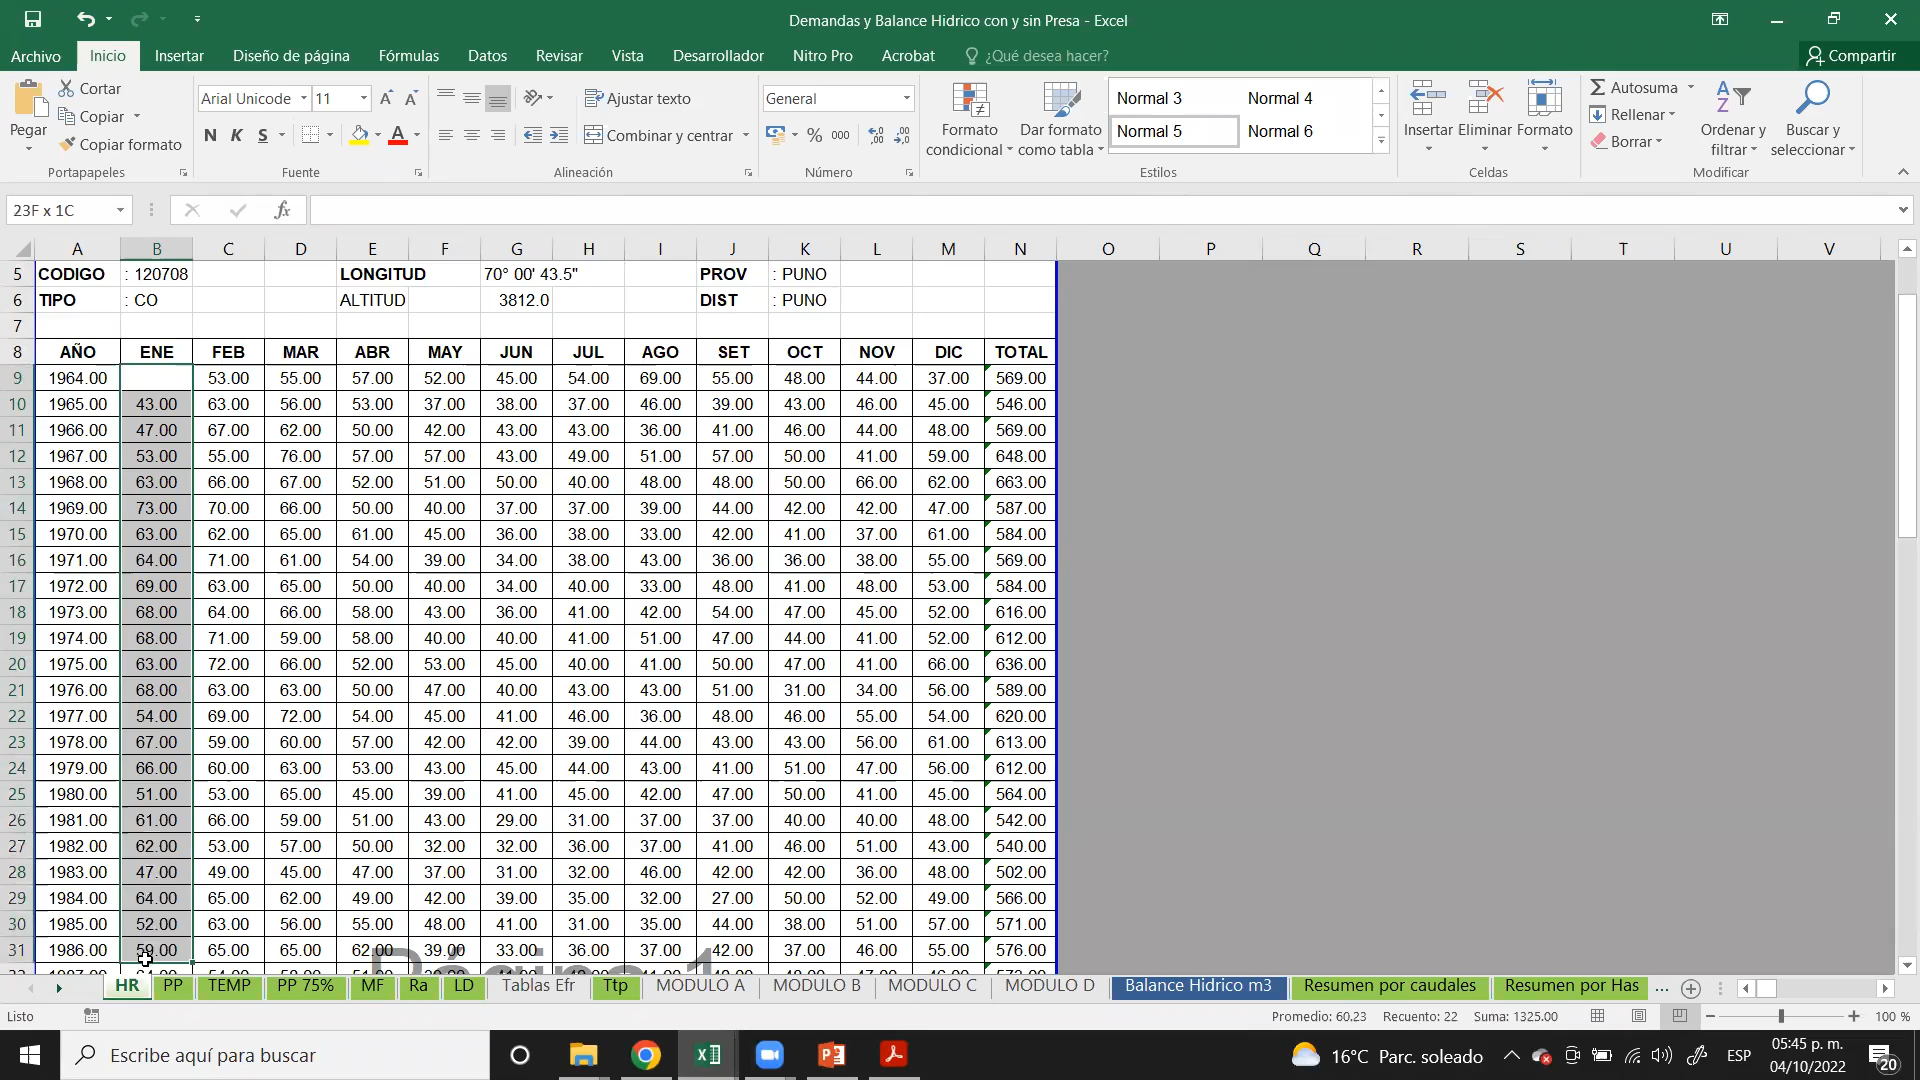 Demandas y Balance Hidrico con y sin Presa - Excel
Archivo Inicio Insertar Diseño de página Fórmulas Datos Revisar Vista Desarrollador Nitro Pro Acrobat ¿Qué desea hacer? Compartir
Pegar Cortar Copiar Copiar formato
Arial Unicode 11
N K S
Ajustar texto
Combinar y centrar
General
% 000
Formato condicional Dar formato como tabla
Normal 3 Normal 4
Normal 5 Normal 6
Insertar Eliminar Formato
Autosuma
Rellenar
Borrar
Ordenar y filtrar Buscar y seleccionar
Portapapeles Fuente Alineación Número Estilos Celdas Modificar
23F x 1C fx
A B C D E F G H I J K L M N O P Q R S T U V
5 CODIGO : 120708 LONGITUD 70° 00' 43.5" PROV : PUNO
6 TIPO : CO ALTITUD 3812.0 DIST : PUNO
7
8 AÑO ENE FEB MAR ABR MAY JUN JUL AGO SET OCT NOV DIC TOTAL
9 1964.00 53.00 55.00 57.00 52.00 45.00 54.00 69.00 55.00 48.00 44.00 37.00 569.00
10 1965.00 43.00 63.00 56.00 53.00 37.00 38.00 37.00 46.00 39.00 43.00 46.00 45.00 546.00
11 1966.00 47.00 67.00 62.00 50.00 42.00 43.00 43.00 36.00 41.00 46.00 44.00 48.00 569.00
12 1967.00 53.00 55.00 76.00 57.00 57.00 43.00 49.00 51.00 57.00 50.00 41.00 59.00 648.00
13 1968.00 63.00 66.00 67.00 52.00 51.00 50.00 40.00 48.00 48.00 50.00 66.00 62.00 663.00
14 1969.00 73.00 70.00 66.00 50.00 40.00 37.00 37.00 39.00 44.00 42.00 42.00 47.00 587.00
15 1970.00 63.00 62.00 65.00 61.00 45.00 36.00 38.00 33.00 42.00 41.00 37.00 61.00 584.00
16 1971.00 64.00 71.00 61.00 54.00 39.00 34.00 38.00 43.00 36.00 36.00 38.00 55.00 569.00
17 1972.00 69.00 63.00 65.00 50.00 40.00 34.00 40.00 33.00 48.00 41.00 48.00 53.00 584.00
18 1973.00 68.00 64.00 66.00 58.00 43.00 36.00 41.00 42.00 54.00 47.00 45.00 52.00 616.00
19 1974.00 68.00 71.00 59.00 58.00 40.00 40.00 41.00 51.00 47.00 44.00 41.00 52.00 612.00
20 1975.00 63.00 72.00 66.00 52.00 53.00 45.00 40.00 41.00 50.00 47.00 41.00 66.00 636.00
21 1976.00 68.00 63.00 63.00 50.00 47.00 40.00 43.00 43.00 51.00 31.00 34.00 56.00 589.00
22 1977.00 54.00 69.00 72.00 54.00 45.00 41.00 46.00 36.00 48.00 46.00 55.00 54.00 620.00
23 1978.00 67.00 59.00 60.00 57.00 42.00 42.00 39.00 44.00 43.00 43.00 56.00 61.00 613.00
24 1979.00 66.00 60.00 63.00 53.00 43.00 45.00 44.00 43.00 41.00 51.00 47.00 56.00 612.00
25 1980.00 51.00 53.00 65.00 45.00 39.00 41.00 45.00 42.00 47.00 50.00 41.00 45.00 564.00
26 1981.00 61.00 66.00 59.00 51.00 43.00 29.00 31.00 37.00 37.00 40.00 40.00 48.00 542.00
27 1982.00 62.00 53.00 57.00 50.00 32.00 32.00 36.00 37.00 41.00 46.00 51.00 43.00 540.00
28 1983.00 47.00 49.00 45.00 47.00 37.00 31.00 32.00 46.00 42.00 42.00 36.00 48.00 502.00
29 1984.00 64.00 65.00 62.00 49.00 42.00 39.00 35.00 32.00 27.00 50.00 52.00 49.00 566.00
30 1985.00 52.00 63.00 56.00 55.00 48.00 41.00 31.00 35.00 44.00 38.00 51.00 57.00 571.00
31 1986.00 59.00 65.00 65.00 62.00 39.00 33.00 36.00 37.00 42.00 37.00 46.00 55.00 576.00
Página 1
HR PP TEMP PP 75% MF Ra LD Tablas Efr Ttp MODULO A MODULO B MODULO C MODULO D Balance Hidrico m3 Resumen por caudales Resumen por Has ...
Listo Promedio: 60.23 Recuento: 22 Suma: 1325.00 100 %
Escribe aquí para buscar 16°C Parc. soleado ESP 05:45 p. m.
04/10/2022 20